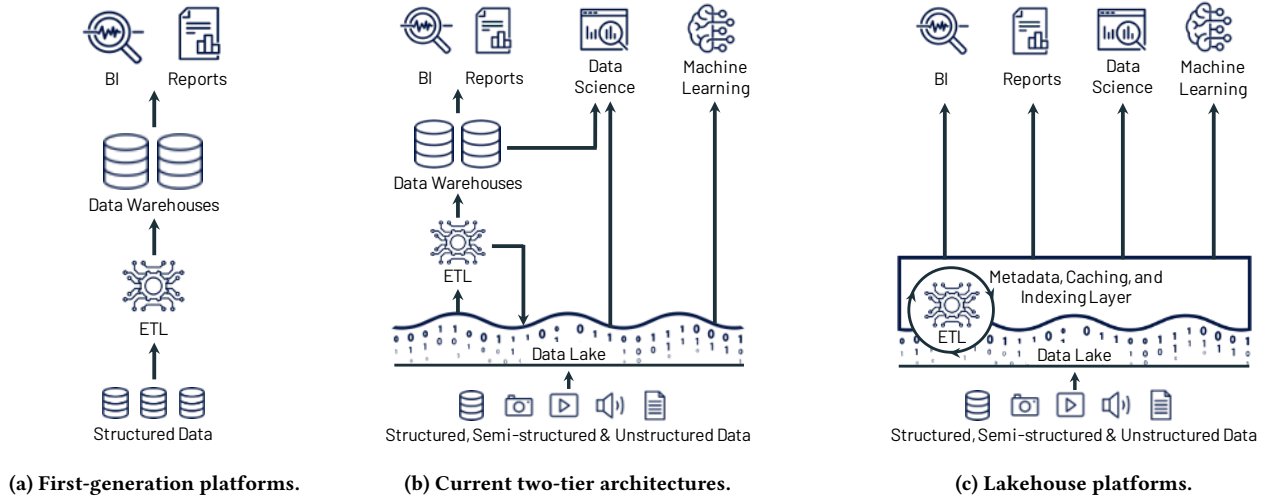 BI
Reports
Data Warehouses
ETL
Structured Data
(a) First-generation platforms.
BI
Reports
Data
Science
Machine
Learning
Data Warehouses
ETL
Data Lake
Structured, Semi-structured & Unstructured Data
(b) Current two-tier architectures.
BI
Reports
Data
Science
Machine
Learning
Metadata, Caching, and
Indexing Layer
ETL
Data Lake
Structured, Semi-structured & Unstructured Data
(c) Lakehouse platforms.